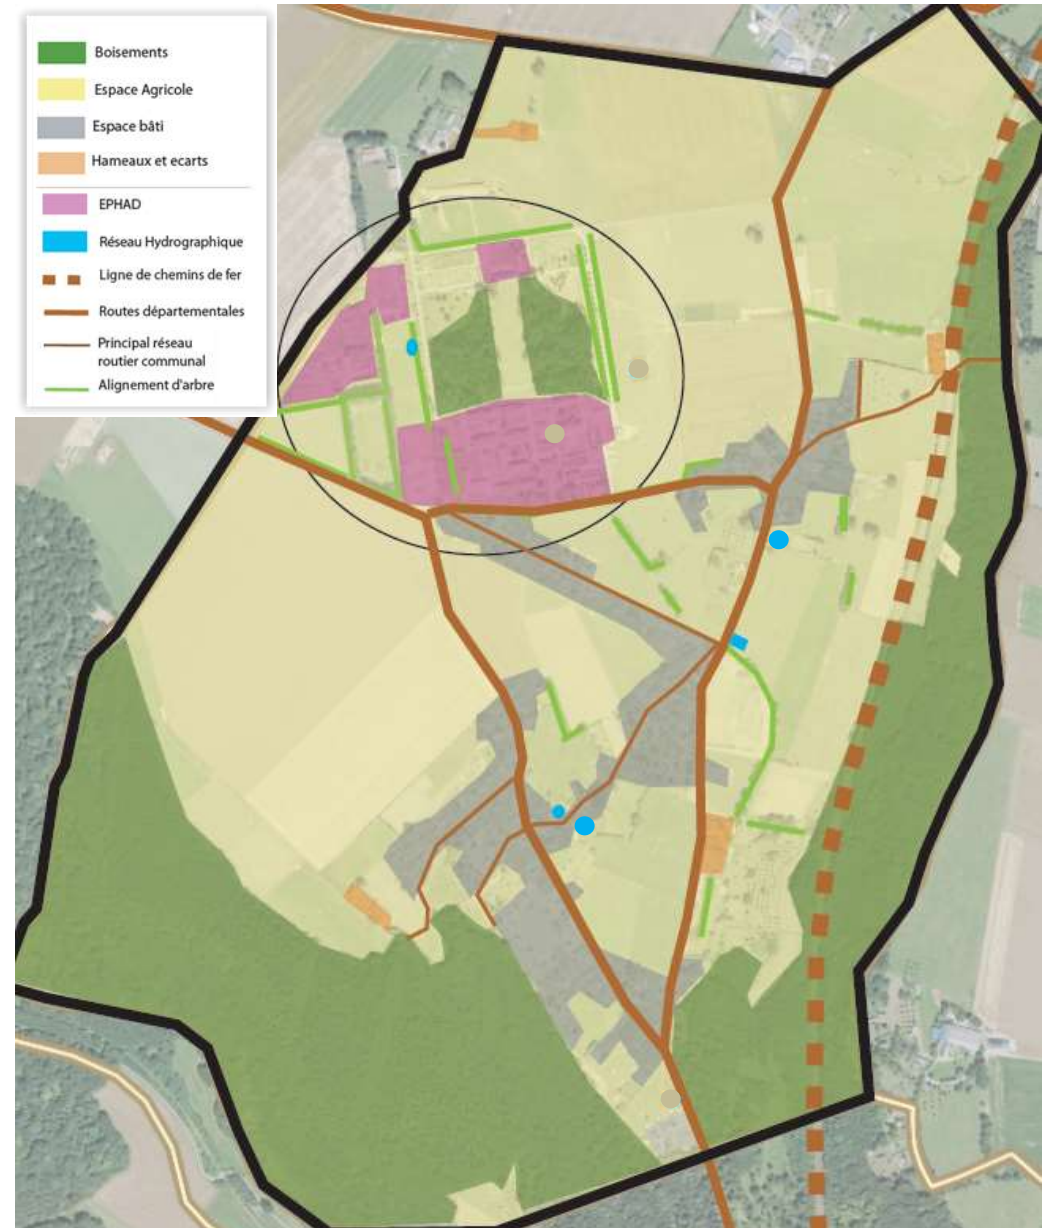 Boisements
Espace Agricole
Espace bâti
Hameaux et ecarts
EPHAD
Réseau Hydrographique
Ligne de chemins de fer
Routes départementales
Principal réseau
routier communal
Alignement d'arbre